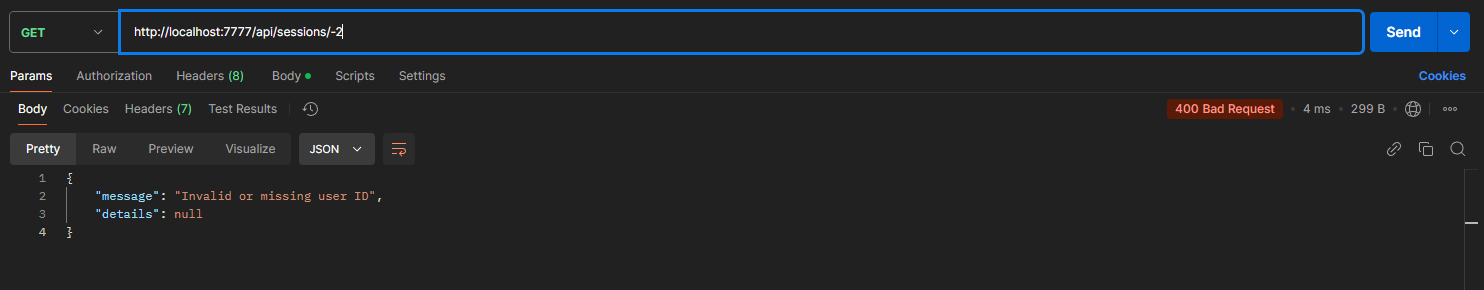 GET http://localhost:7777/api/sessions/-2 Send
Params Authorization Headers (8) Body Scripts Settings Cookies
Body Cookies Headers (7) Test Results 400 Bad Request • 4 ms • 299 B
Pretty Raw Preview Visualize JSON
1 {
2 "message": "Invalid or missing user ID",
3 "details": null
4 }